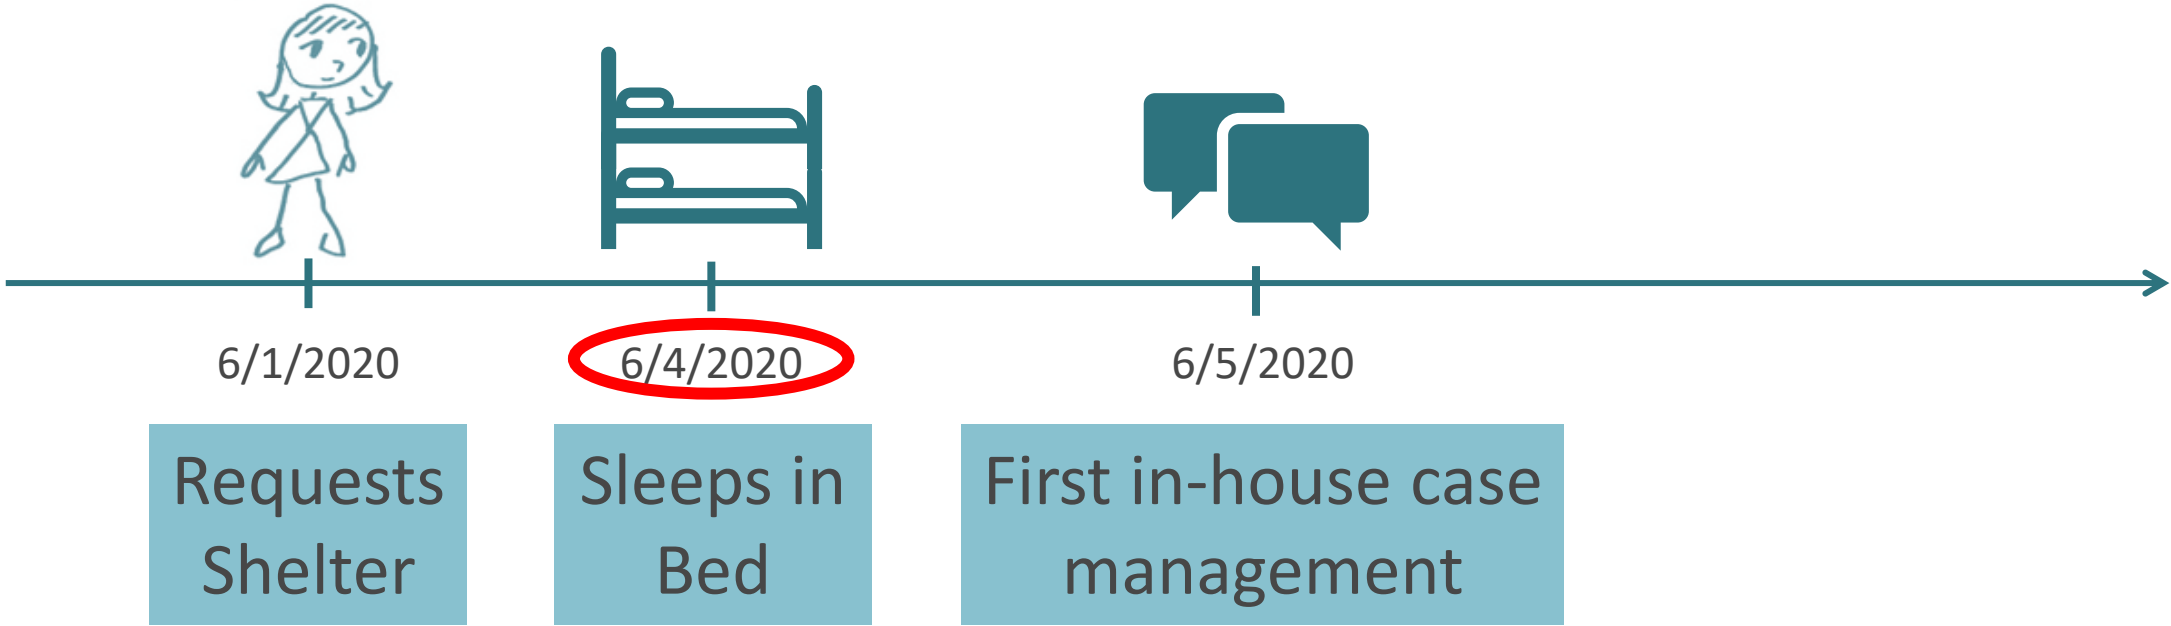 6/1/2020
6/4/2020
6/5/2020
Requests
Shelter
Sleeps in
Bed
First in-house case
management